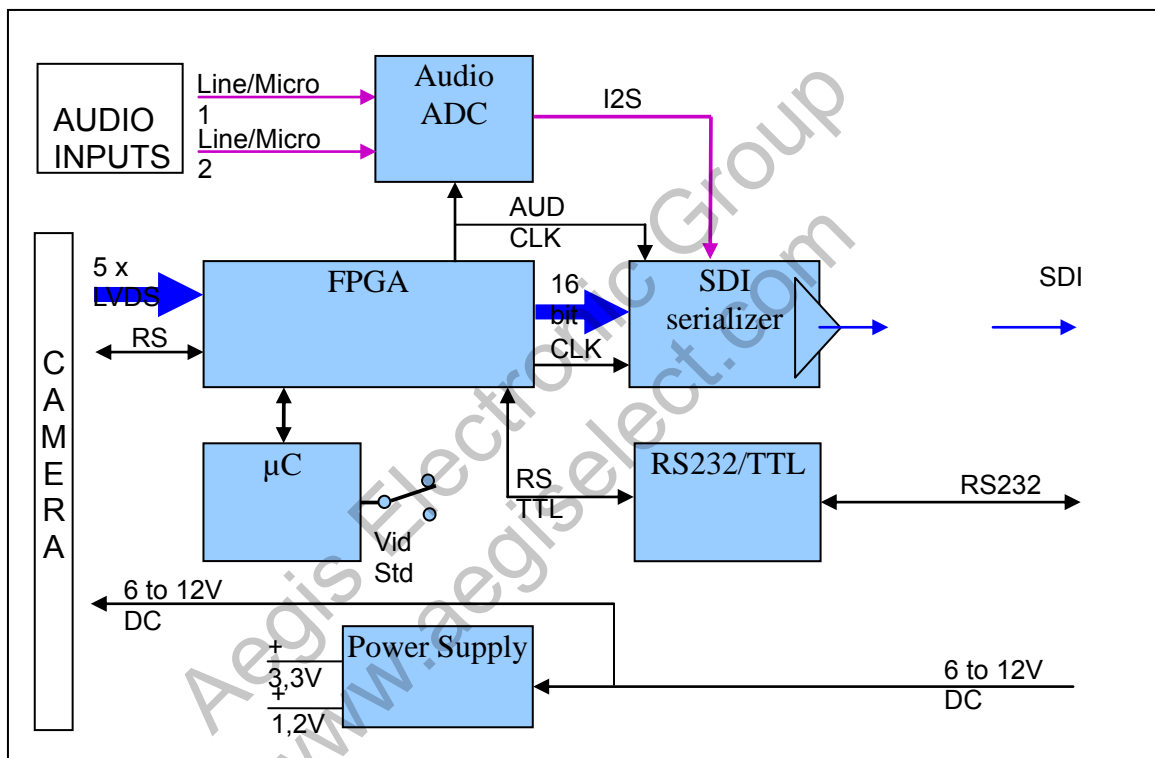 AUDIO
INPUTS
Line/Micro
1
Line/Micro
2
Audio
ADC
I2S
AUD
CLK
CAMERA
5 x
LVDS
RS
FPGA
16
bit
CLK
SDI
serializer
SDI
µC
Vid
Std
RS
TTL
RS232/TTL
RS232
6 to 12V
DC
Power Supply
+
3,3V
+
1,2V
6 to 12V
DC
Aegis Electronic Group
www.aegiselect.com